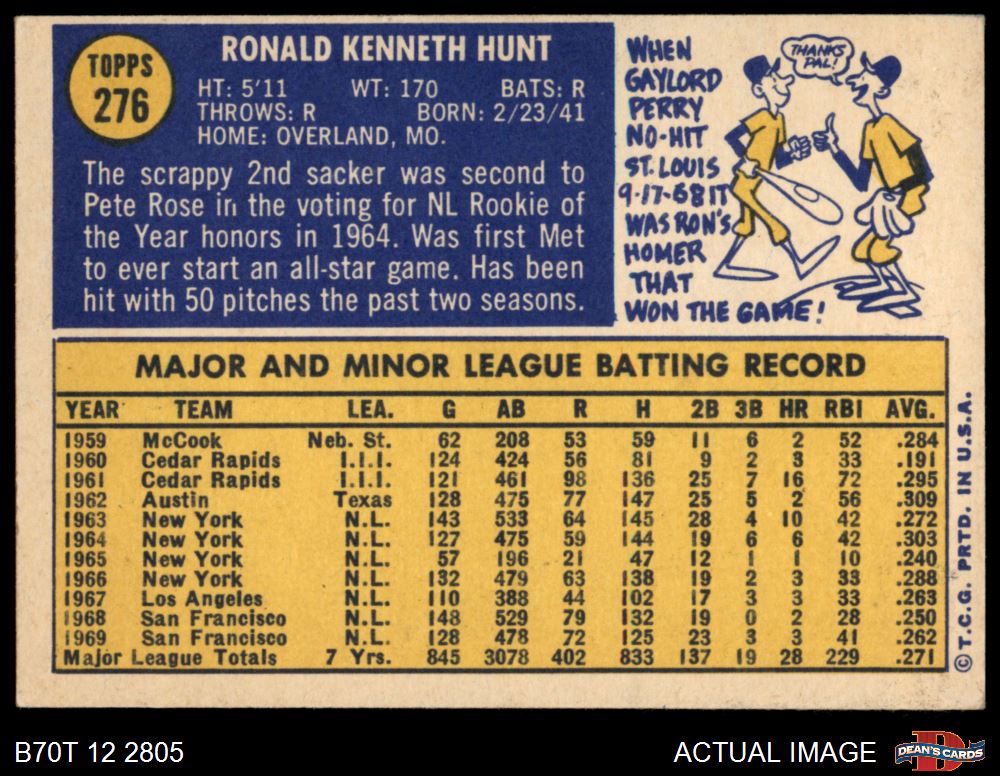 TOPPS
276
RONALD KENNETH HUNT
HT: 5'11 WT: 170 BATS: R
THROWS: R BORN: 2/23/41
HOME: OVERLAND, MO.
The scrappy 2nd sacker was second to
Pete Rose in the voting for NL Rookie of
the Year honors in 1964. Was first Met
to ever start an all-star game. Has been
hit with 50 pitches the past two seasons.
WHEN
GAYLORD
PERRY
NO-HIT
ST. LOUIS
9-17-68 IT
WAS RON'S
HOMER
THAT
WON THE GAME!
THANKS
PAL!
MAJOR AND MINOR LEAGUE BATTING RECORD
YEAR TEAM LEA. G AB R H 2B 3B HR RBI AVG.
1959 McCook Neb. St. 62 208 53 59 11 6 2 52 .284
1960 Cedar Rapids I.I.I. 124 424 56 81 9 2 3 33 .191
1961 Cedar Rapids I.I.I. 121 461 98 136 25 7 16 72 .295
1962 Austin Texas 128 475 77 147 25 5 2 56 .309
1963 New York N.L. 143 533 64 145 28 4 10 42 .272
1964 New York N.L. 127 475 59 144 19 6 6 42 .303
1965 New York N.L. 57 196 21 47 12 1 1 10 .240
1966 New York N.L. 132 479 63 138 19 2 3 33 .288
1967 Los Angeles N.L. 110 388 44 102 17 3 3 33 .263
1968 San Francisco N.L. 148 529 79 132 19 0 2 28 .250
1969 San Francisco N.L. 128 478 72 125 23 3 3 41 .262
Major League Totals 7 Yrs. 845 3078 402 833 137 19 28 229 .271
© T.C.G. PRTD. IN U.S.A.
B70T 12 2805
ACTUAL IMAGE
D
DEAN'S CARDS